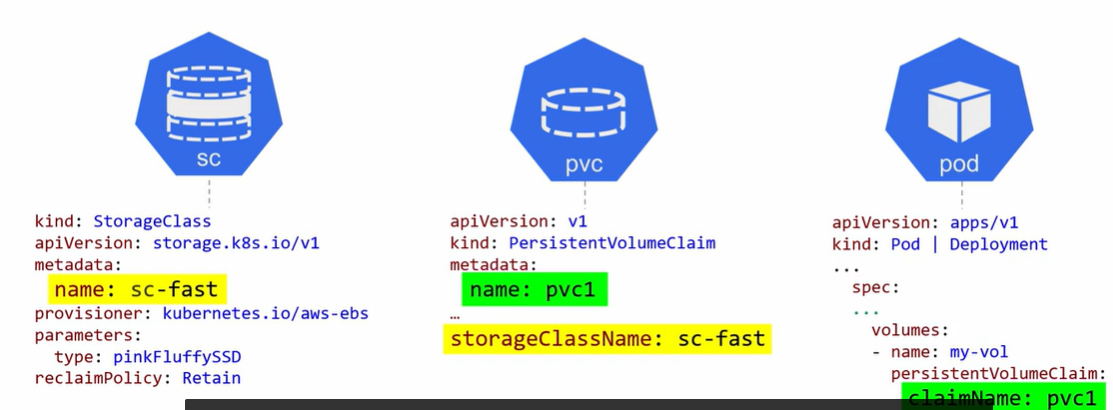 sc
kind: StorageClass
apiVersion: storage.k8s.io/v1
metadata:
name: sc-fast
provisioner: kubernetes.io/aws-ebs
parameters:
type: pinkFluffySSD
reclaimPolicy: Retain
pvc
apiVersion: v1
kind: PersistentVolumeClaim
metadata:
name: pvc1
…
storageClassName: sc-fast
pod
apiVersion: apps/v1
kind: Pod | Deployment
...
spec:
...
volumes:
- name: my-vol
persistentVolumeClaim:
claimName: pvc1